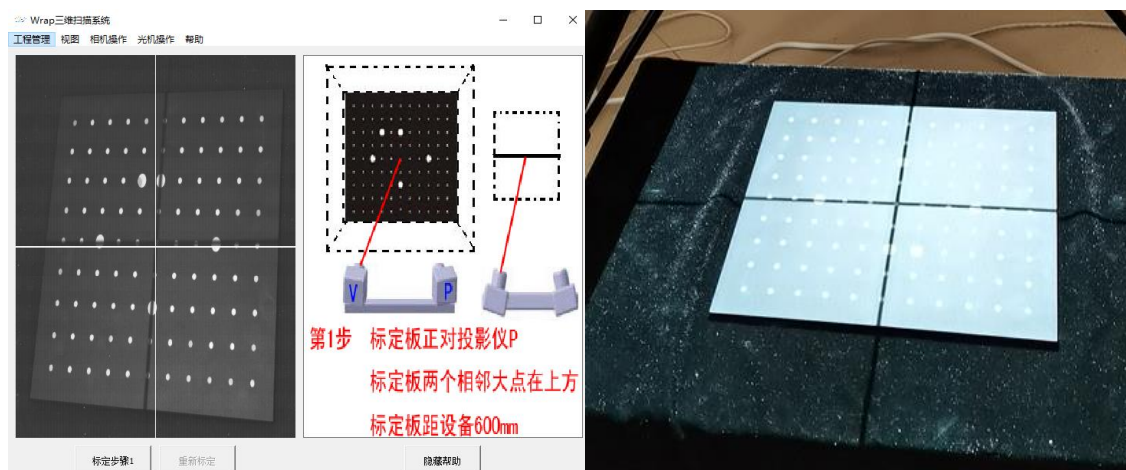 Wrap三维扫描系统
工程管理 视图 相机操作 光机操作 帮助
V P
第1步 标定板正对投影仪P
标定板两个相邻大点在上方
标定板距设备600mm
标定步骤1 重新标定 隐藏帮助